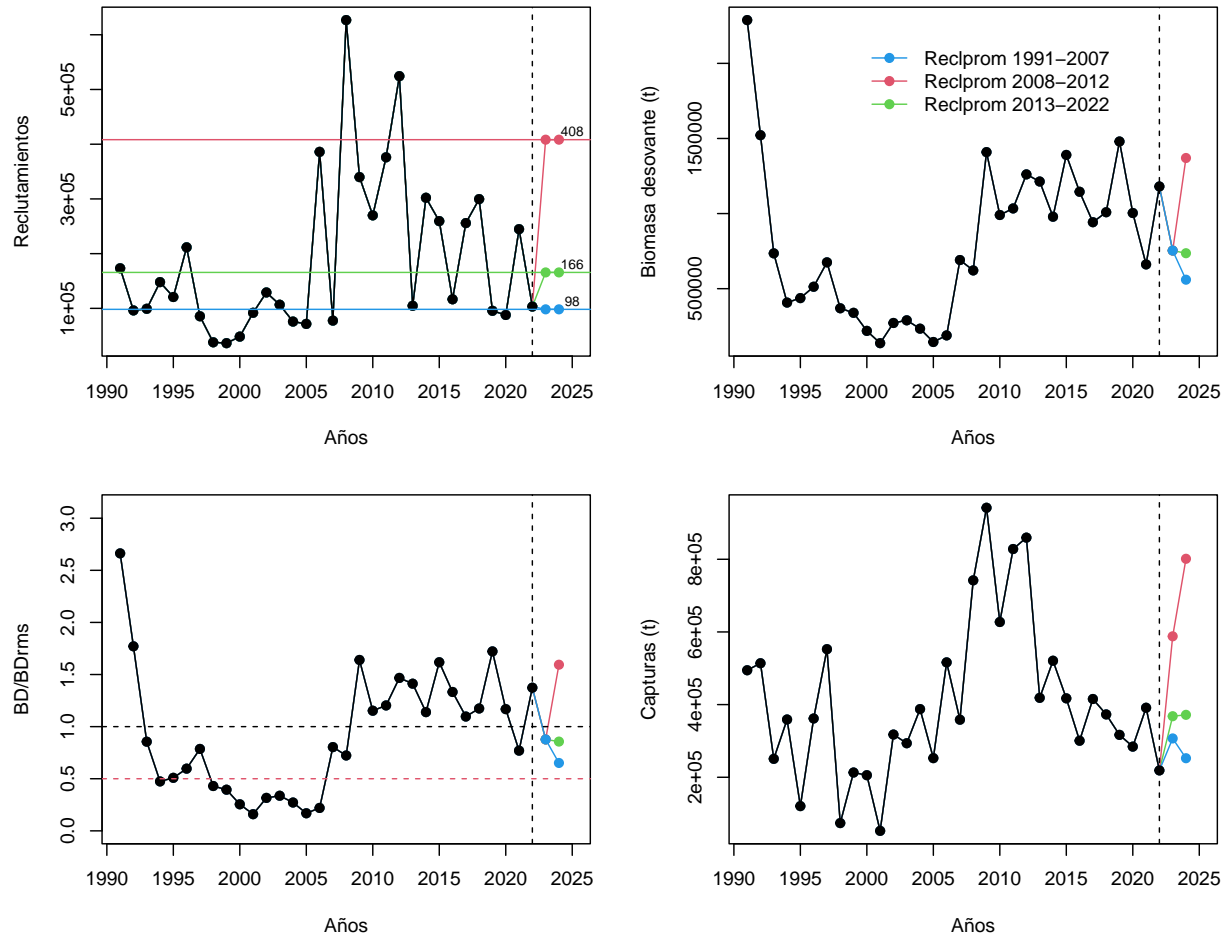 Reclutamientos
5e+05
3e+05
1e+05
408
166
98
1990 1995 2000 2005 2010 2015 2020 2025
Años
Biomasa desovante (t)
1500000
500000
Reclprom 1991−2007
Reclprom 2008−2012
Reclprom 2013−2022
1990 1995 2000 2005 2010 2015 2020 2025
Años
BD/BDrms
3.0
2.5
2.0
1.5
1.0
0.5
0.0
1990 1995 2000 2005 2010 2015 2020 2025
Años
Capturas (t)
8e+05
6e+05
4e+05
2e+05
1990 1995 2000 2005 2010 2015 2020 2025
Años